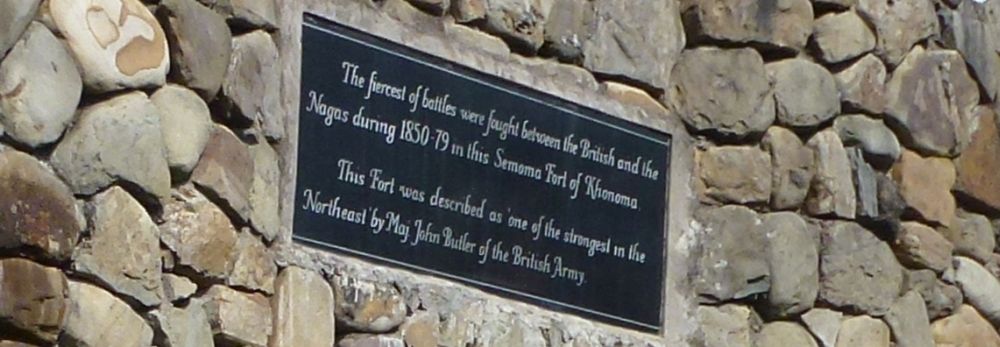 The fiercest of battles were fought between the British and the
Nagas during 1850-79 in this Semoma Fort of Khonoma.
This Fort was described as 'one of the strongest in the
Northeast' by Maj John Butler of the British Army.